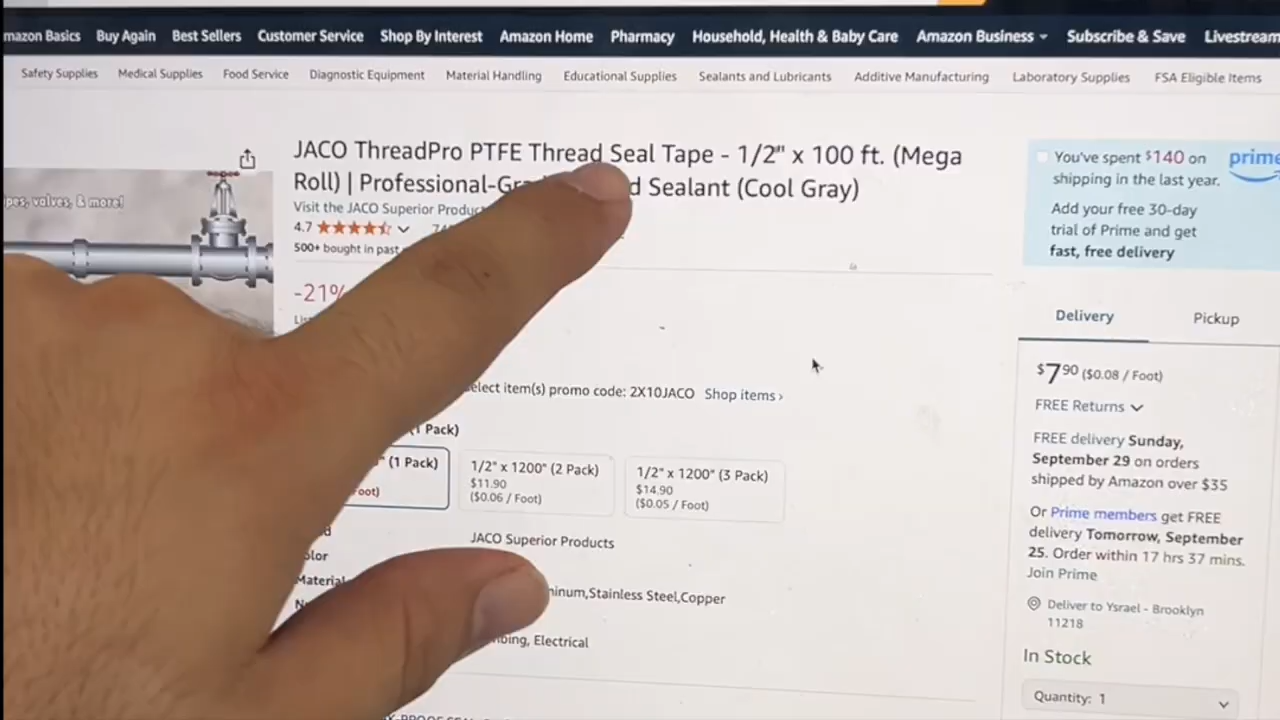 mazon Basics Buy Again Best Sellers Customer Service Shop By Interest Amazon Home Pharmacy Household, Health & Baby Care Amazon Business Subscribe & Save Livestream
Safety Supplies Medical Supplies Food Service Diagnostic Equipment Material Handling Educational Supplies Sealants and Lubricants Additive Manufacturing Laboratory Supplies FSA Eligible Items
pes, valves, & more!
JACO ThreadPro PTFE Thread Seal Tape - 1/2" x 100 ft. (Mega
Roll) | Professional-Gra d Sealant (Cool Gray)
Visit the JACO Superior Produc
4.7
500+ bought in past
-21%
Select item(s) promo code: 2X10JACO Shop items ›
(1 Pack)
(1 Pack)
oot)
1/2" x 1200" (2 Pack)
$11.90
($0.06 / Foot)
1/2" x 1200" (3 Pack)
$14.90
($0.05 / Foot)
JACO Superior Products
olor
Material
minum,Stainless Steel,Copper
bing, Electrical
You've spent $140 on
shipping in the last year.
prime
Add your free 30-day
trial of Prime and get
fast, free delivery
Delivery Pickup
$7.90 ($0.08 / Foot)
FREE Returns
FREE delivery Sunday,
September 29 on orders
shipped by Amazon over $35
Or Prime members get FREE
delivery Tomorrow, September
25. Order within 17 hrs 37 mins.
Join Prime
Deliver to Ysrael - Brooklyn
11218
In Stock
Quantity: 1